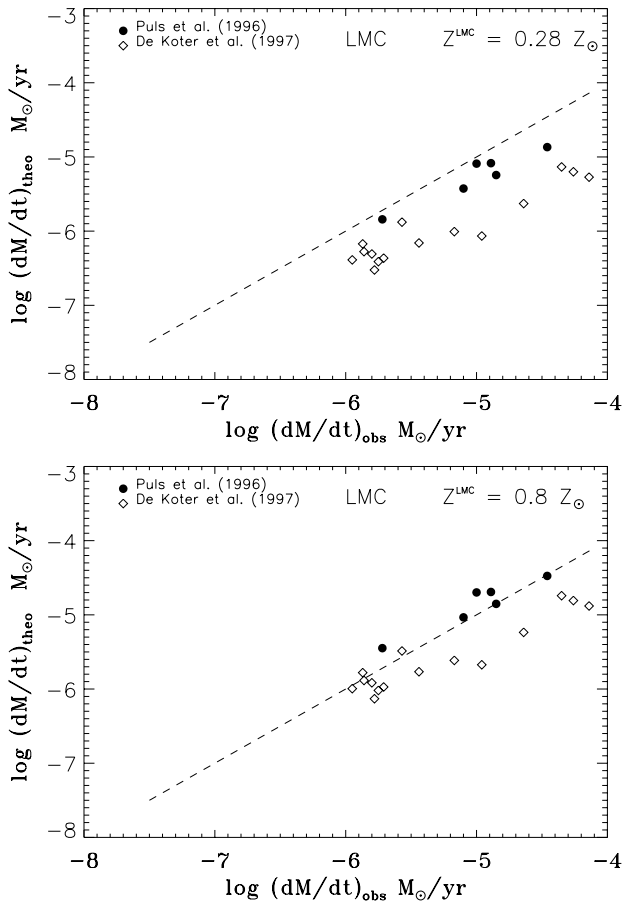 −3
Puls et al. (1996)
De Koter et al. (1997)
LMC
Z^LMC = 0.28 Z⊙
−4
−5
−6
−7
−8
log (dM/dt)theo M⊙/yr
−8 −7 −6 −5 −4
log (dM/dt)obs M⊙/yr
−3
Puls et al. (1996)
De Koter et al. (1997)
LMC
Z^LMC = 0.8 Z⊙
−4
−5
−6
−7
−8
log (dM/dt)theo M⊙/yr
−8 −7 −6 −5 −4
log (dM/dt)obs M⊙/yr